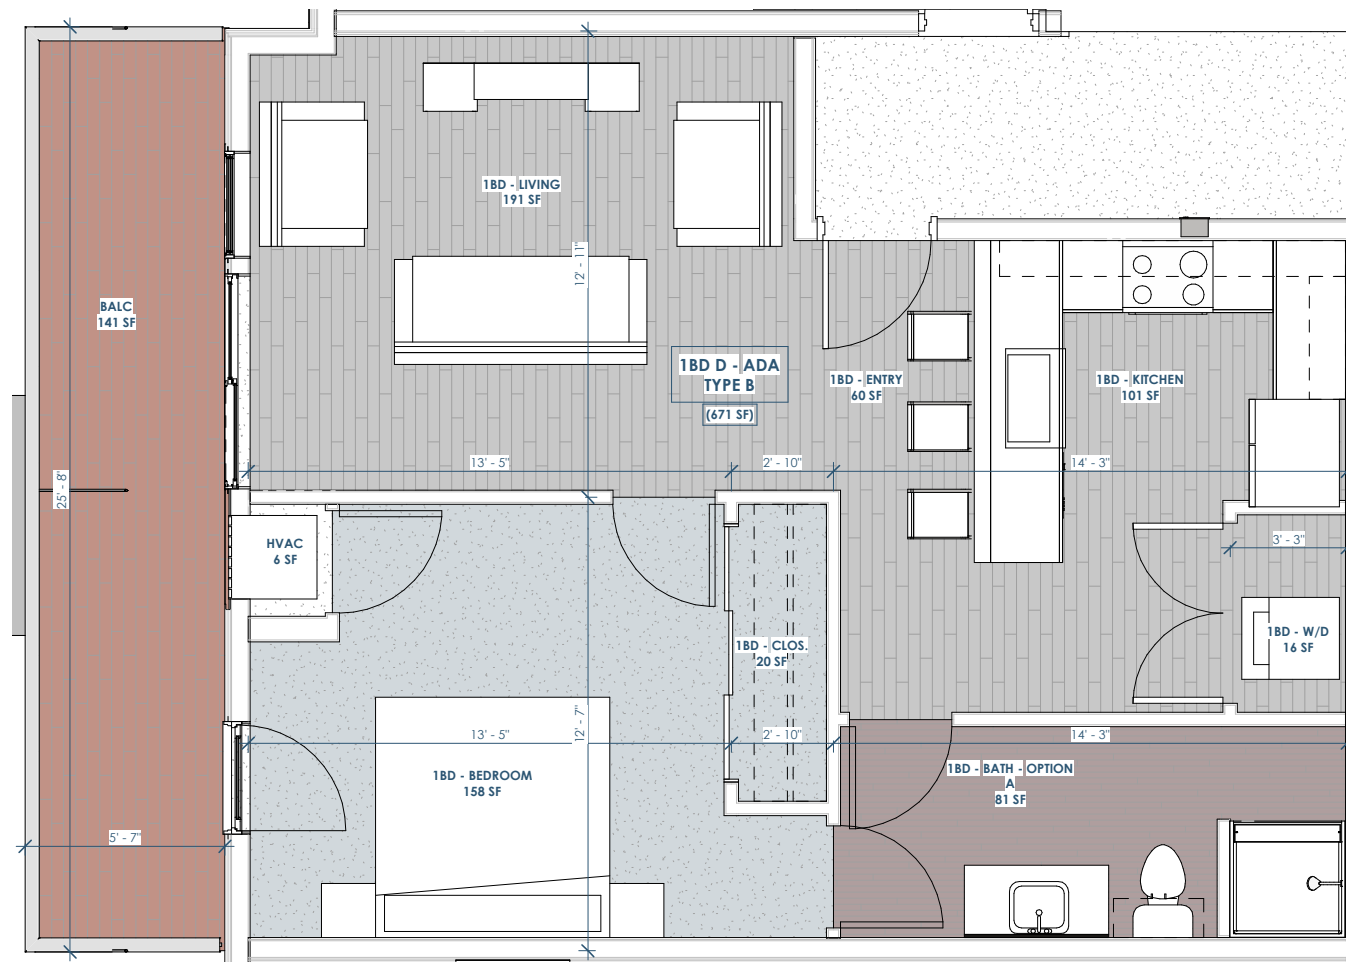 1BD - LIVING
191 SF
12' - 11"
BALC
141 SF
1BD D - ADA
TYPE B
(671 SF)
1BD - ENTRY
60 SF
1BD - KITCHEN
101 SF
13' - 5"
2' - 10"
14' - 3"
25' - 8"
HVAC
6 SF
3' - 3"
1BD - CLOS.
20 SF
1BD - W/D
16 SF
12' - 7"
13' - 5"
2' - 10"
14' - 3"
1BD - BEDROOM
158 SF
1BD - BATH - OPTION
A
81 SF
5' - 7"